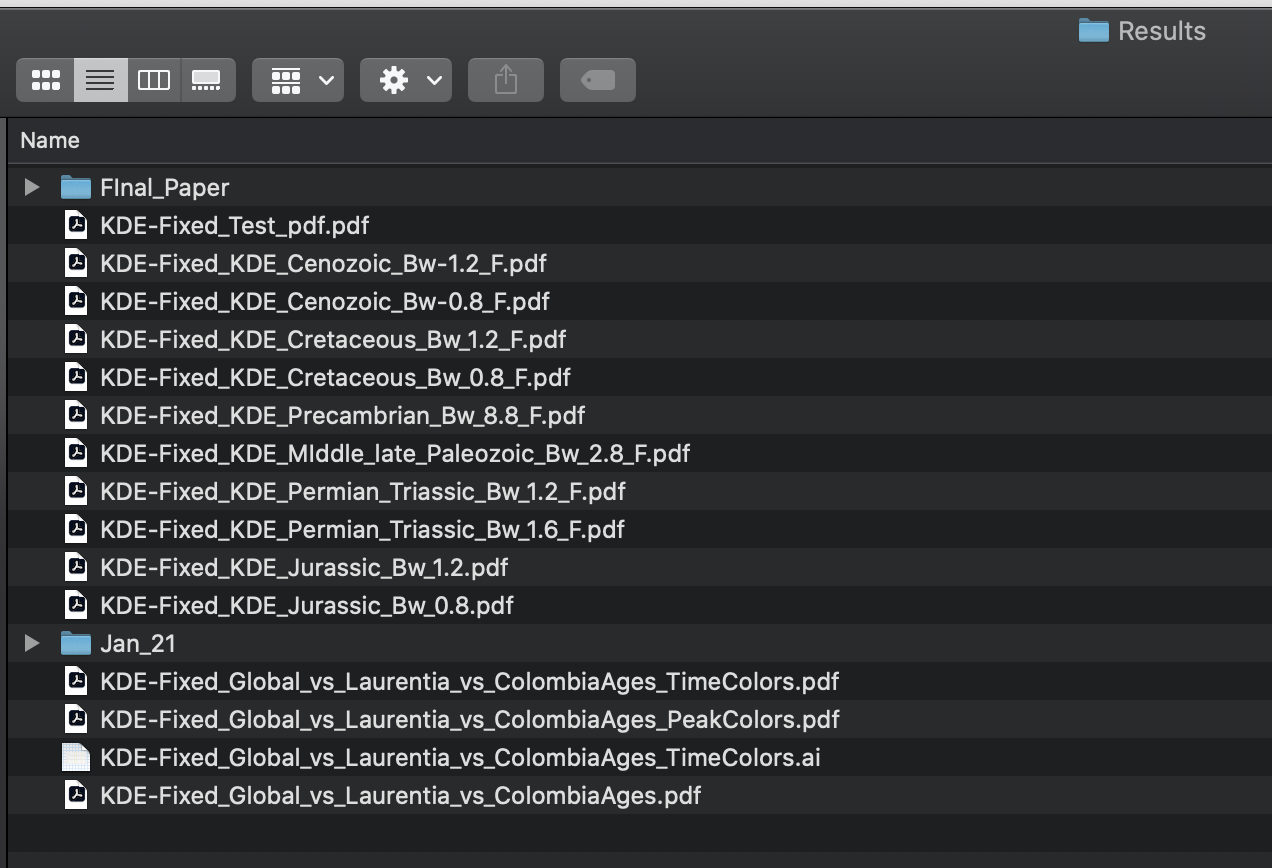 Results
Name
FInal_Paper
KDE-Fixed_Test_pdf.pdf
KDE-Fixed_KDE_Cenozoic_Bw-1.2_F.pdf
KDE-Fixed_KDE_Cenozoic_Bw-0.8_F.pdf
KDE-Fixed_KDE_Cretaceous_Bw_1.2_F.pdf
KDE-Fixed_KDE_Cretaceous_Bw_0.8_F.pdf
KDE-Fixed_KDE_Precambrian_Bw_8.8_F.pdf
KDE-Fixed_KDE_MIddle_late_Paleozoic_Bw_2.8_F.pdf
KDE-Fixed_KDE_Permian_Triassic_Bw_1.2_F.pdf
KDE-Fixed_KDE_Permian_Triassic_Bw_1.6_F.pdf
KDE-Fixed_KDE_Jurassic_Bw_1.2.pdf
KDE-Fixed_KDE_Jurassic_Bw_0.8.pdf
Jan_21
KDE-Fixed_Global_vs_Laurentia_vs_ColombiaAges_TimeColors.pdf
KDE-Fixed_Global_vs_Laurentia_vs_ColombiaAges_PeakColors.pdf
KDE-Fixed_Global_vs_Laurentia_vs_ColombiaAges_TimeColors.ai
KDE-Fixed_Global_vs_Laurentia_vs_ColombiaAges.pdf